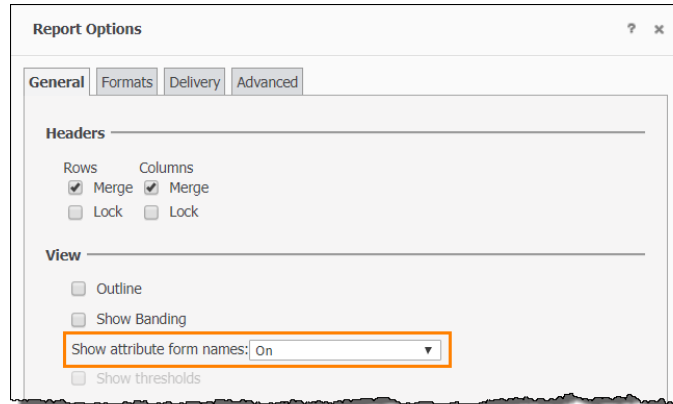 Report Options ? x
General Formats Delivery Advanced
Headers
Rows Columns
Merge Merge
Lock Lock
View
Outline
Show Banding
Show attribute form names: On
Show thresholds